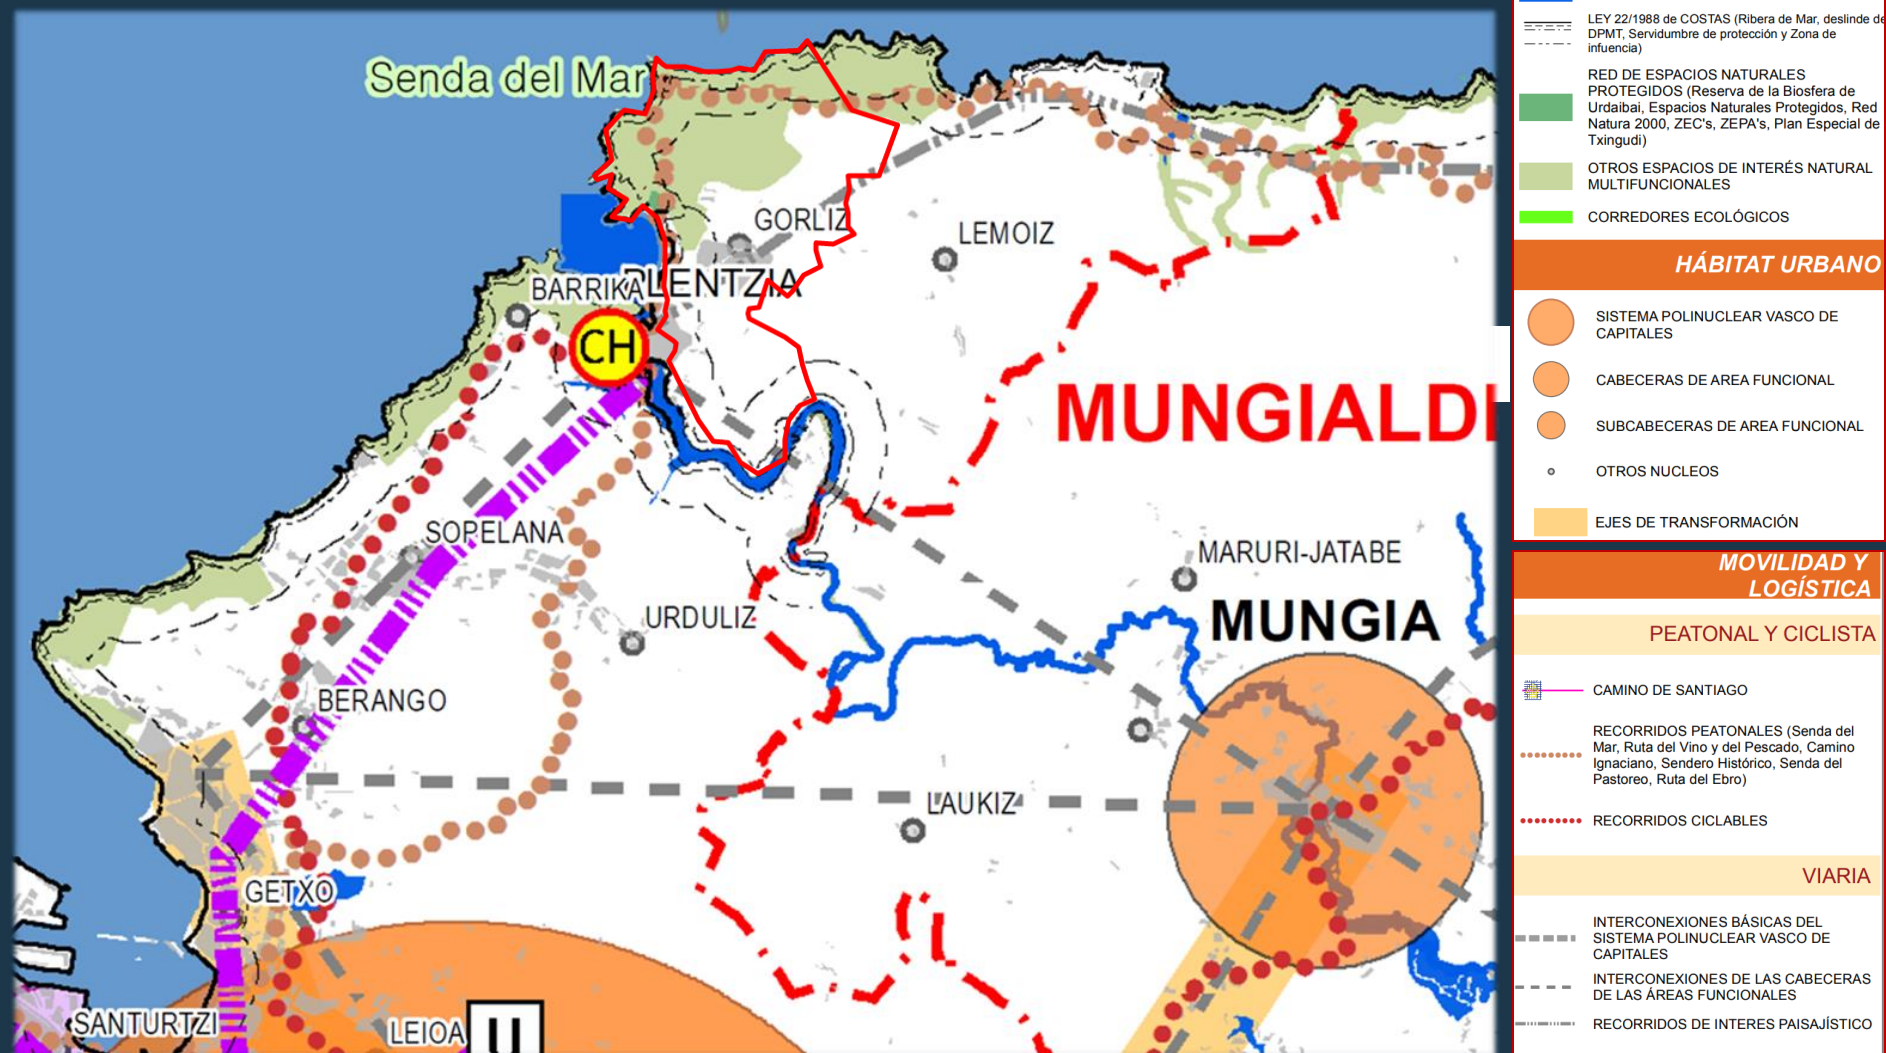 Senda del Mar
GORLIZ
LEMOIZ
BARRIKA
PLENTZIA
CH
MUNGIALDE
SOPELANA
MARURI-JATABE
URDULIZ
MUNGIA
BERANGO
LAUKIZ
GETXO
SANTURTZI
LEIOA
U
LEY 22/1988 de COSTAS (Ribera de Mar, deslinde de
DPMT, Servidumbre de protección y Zona de
infuencia)
RED DE ESPACIOS NATURALES
PROTEGIDOS (Reserva de la Biosfera de
Urdaibai, Espacios Naturales Protegidos, Red
Natura 2000, ZEC's, ZEPA's, Plan Especial de
Txingudi)
OTROS ESPACIOS DE INTERÉS NATURAL
MULTIFUNCIONALES
CORREDORES ECOLÓGICOS
HÁBITAT URBANO
SISTEMA POLINUCLEAR VASCO DE
CAPITALES
CABECERAS DE AREA FUNCIONAL
SUBCABECERAS DE AREA FUNCIONAL
OTROS NUCLEOS
EJES DE TRANSFORMACIÓN
MOVILIDAD Y
LOGÍSTICA
PEATONAL Y CICLISTA
CAMINO DE SANTIAGO
RECORRIDOS PEATONALES (Senda del
Mar, Ruta del Vino y del Pescado, Camino
Ignaciano, Sendero Histórico, Senda del
Pastoreo, Ruta del Ebro)
RECORRIDOS CICLABLES
VIARIA
INTERCONEXIONES BÁSICAS DEL
SISTEMA POLINUCLEAR VASCO DE
CAPITALES
INTERCONEXIONES DE LAS CABECERAS
DE LAS ÁREAS FUNCIONALES
RECORRIDOS DE INTERES PAISAJÍSTICO